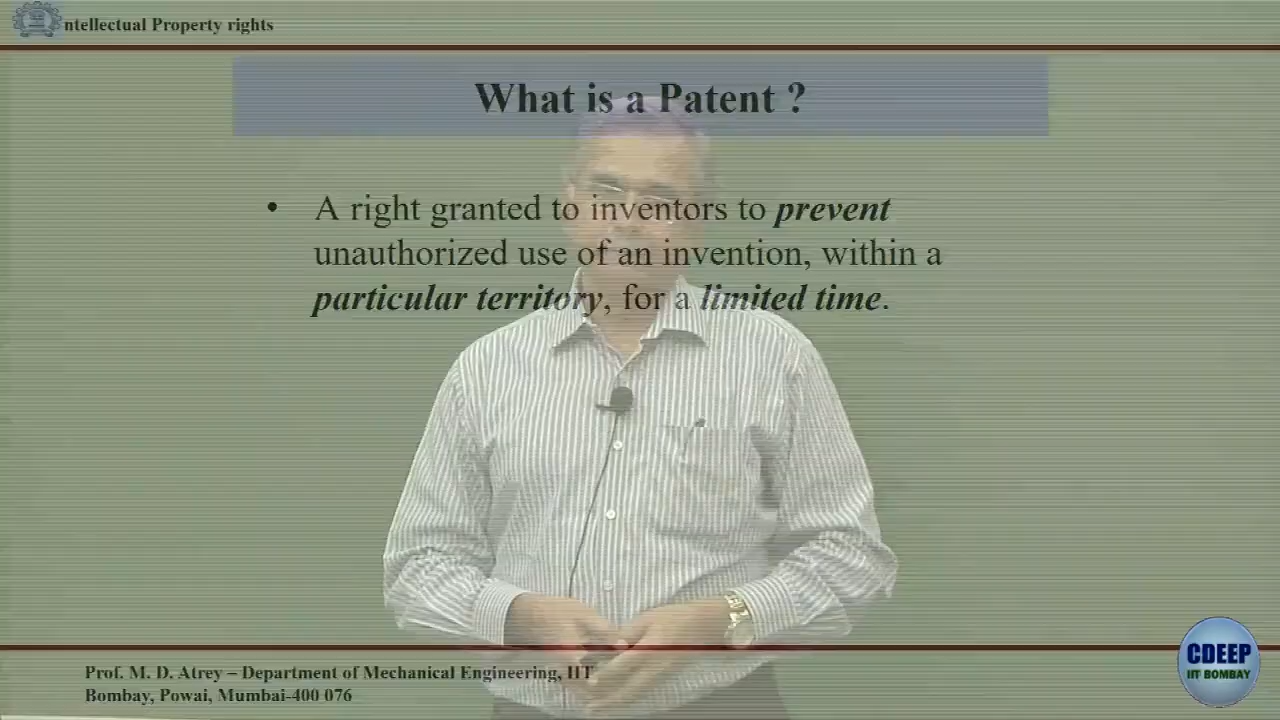 ntellectual Property rights
What is a Patent ?
• A right granted to inventors to prevent
unauthorized use of an invention, within a
particular territory, for a limited time.
Prof. M. D. Atrey – Department of Mechanical Engineering, IIT
Bombay, Powai, Mumbai-400 076
CDEEP
IIT BOMBAY